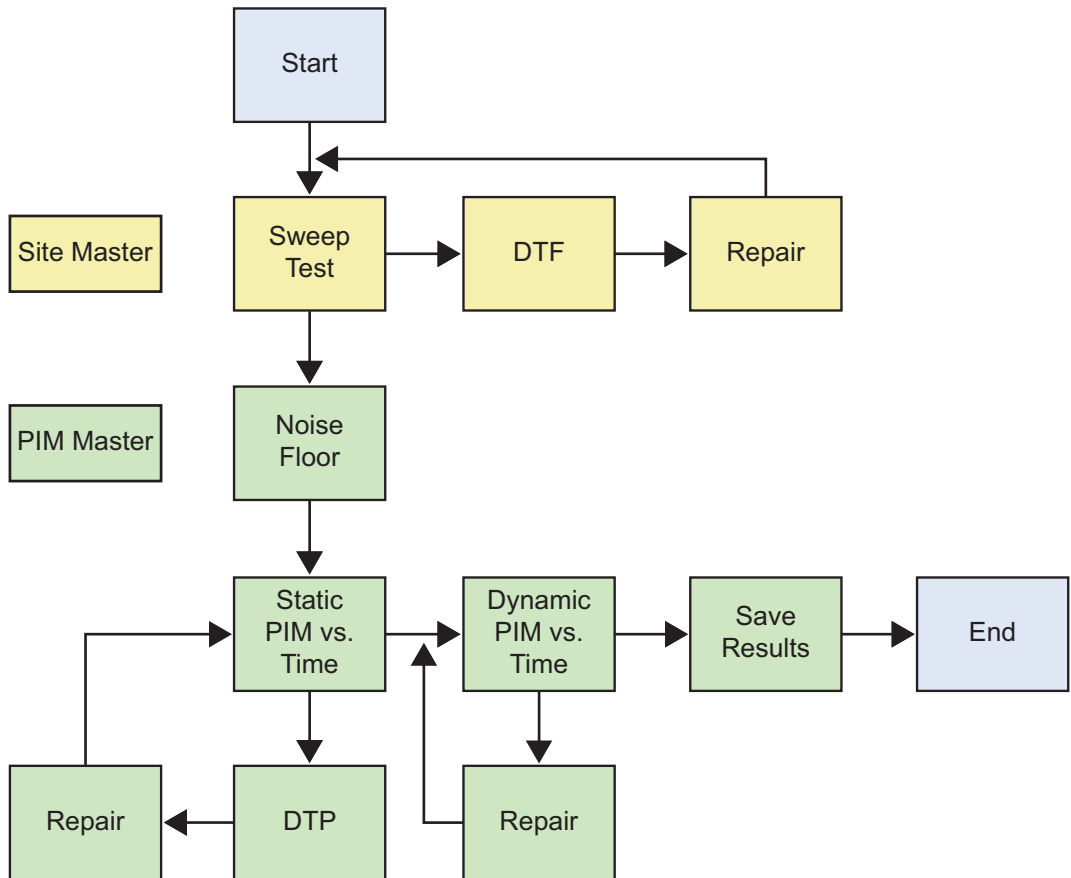 Start
Site Master
Sweep
Test
DTF
Repair
PIM Master
Noise
Floor
Static
PIM vs.
Time
Dynamic
PIM vs.
Time
Save
Results
End
Repair
DTP
Repair